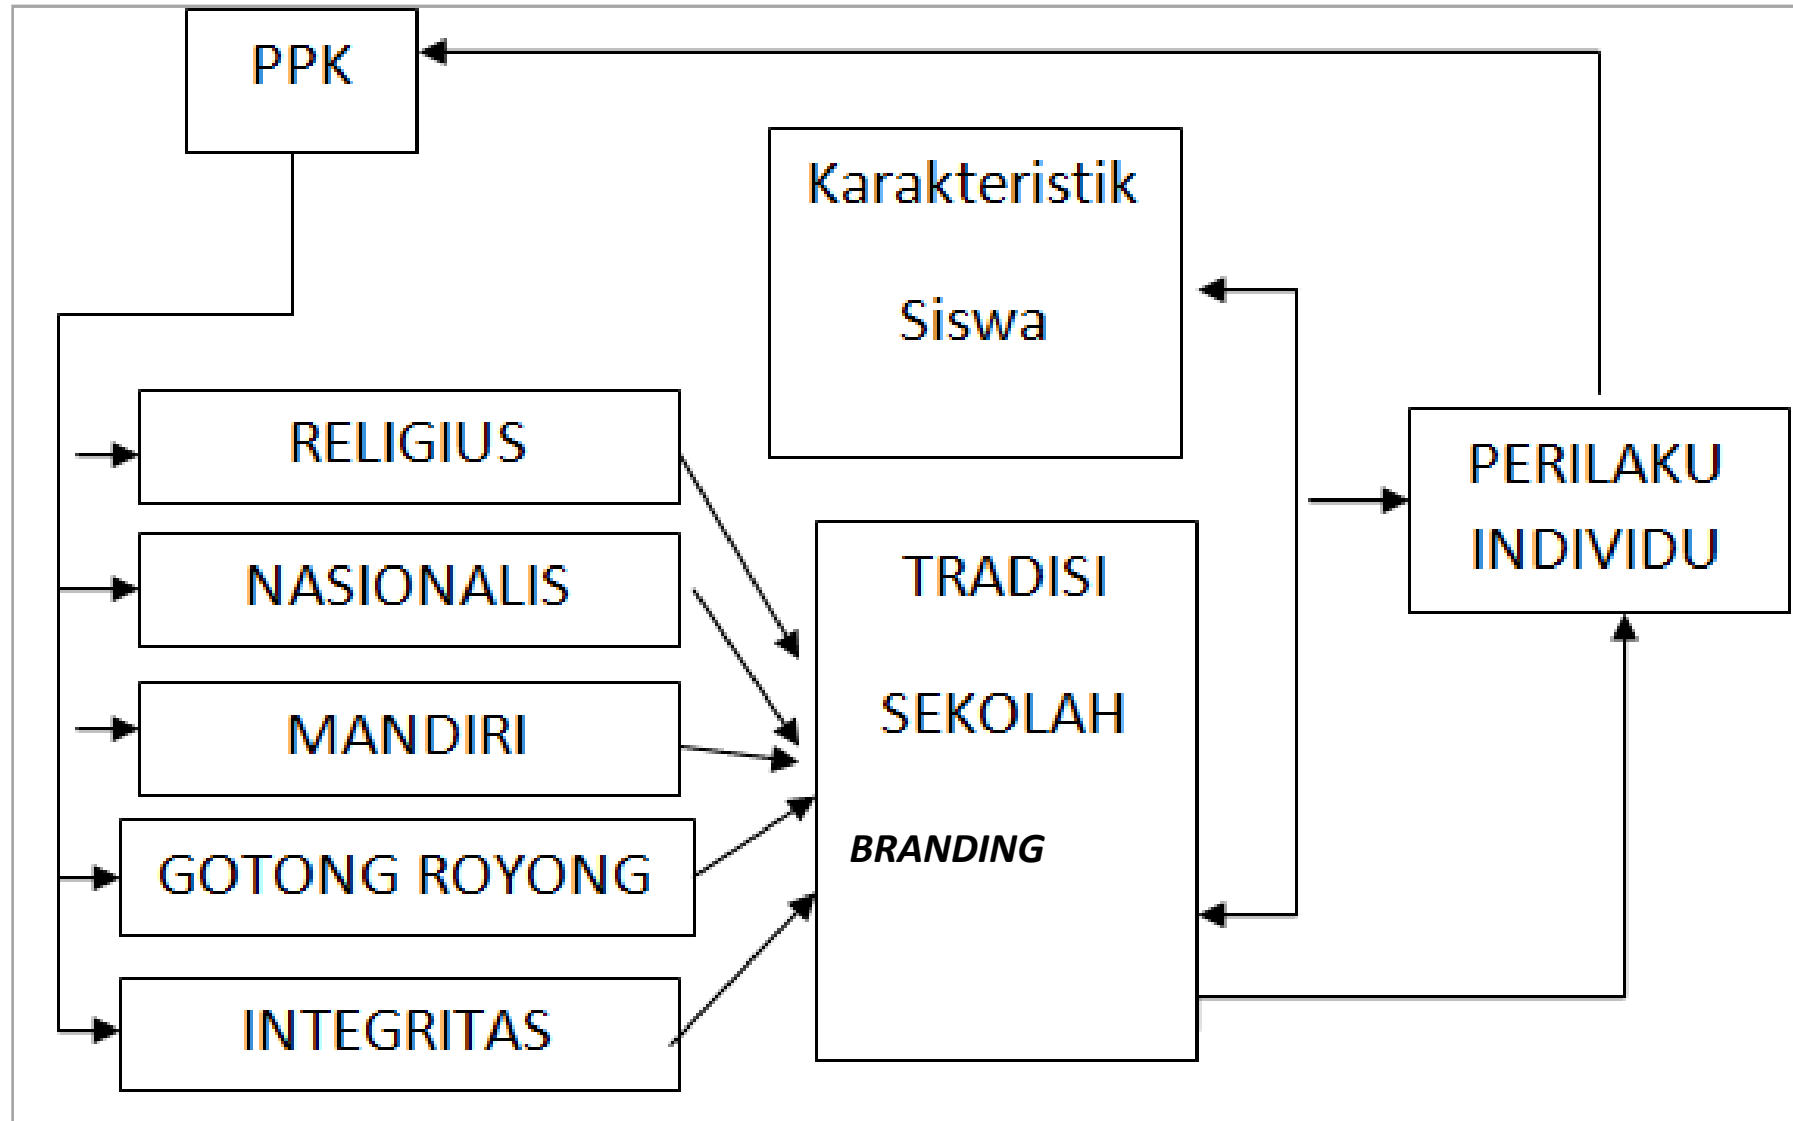 PPK
Karakteristik
Siswa
RELIGIUS
NASIONALIS
MANDIRI
GOTONG ROYONG
INTEGRITAS
TRADISI
SEKOLAH
BRANDING
PERILAKU
INDIVIDU